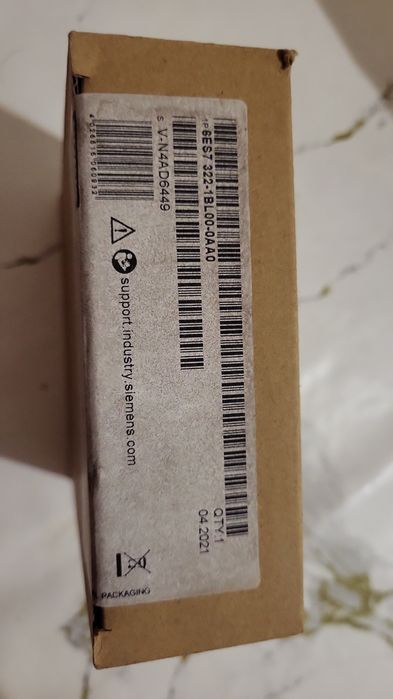 1P 6ES7 322-1BL00-0AA0
S V-N4AD6449
QTY:1
04.2021
support.industry.siemens.com
PACKAGING